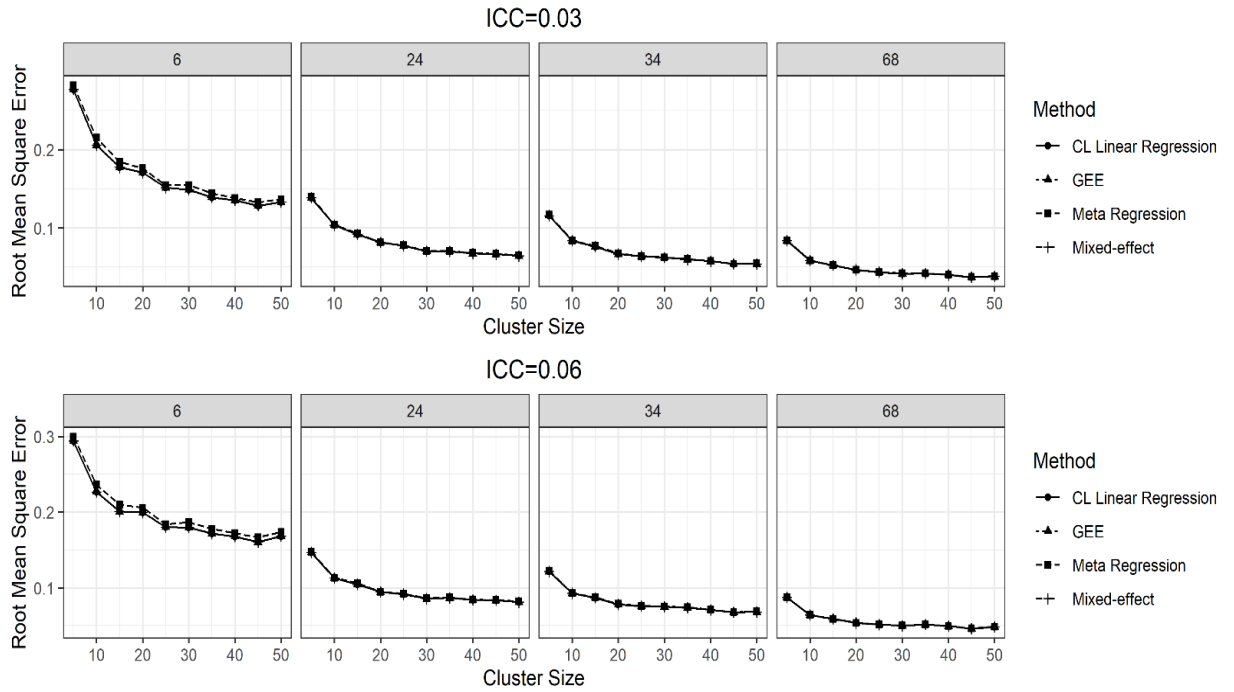 ICC=0.03
6 24 34 68
Root Mean Square Error
0.2
0.1
10 20 30 40 50 10 20 30 40 50 10 20 30 40 50 10 20 30 40 50
Cluster Size
Method
CL Linear Regression
GEE
Meta Regression
Mixed-effect
ICC=0.06
6 24 34 68
Root Mean Square Error
0.3
0.2
0.1
10 20 30 40 50 10 20 30 40 50 10 20 30 40 50 10 20 30 40 50
Cluster Size
Method
CL Linear Regression
GEE
Meta Regression
Mixed-effect